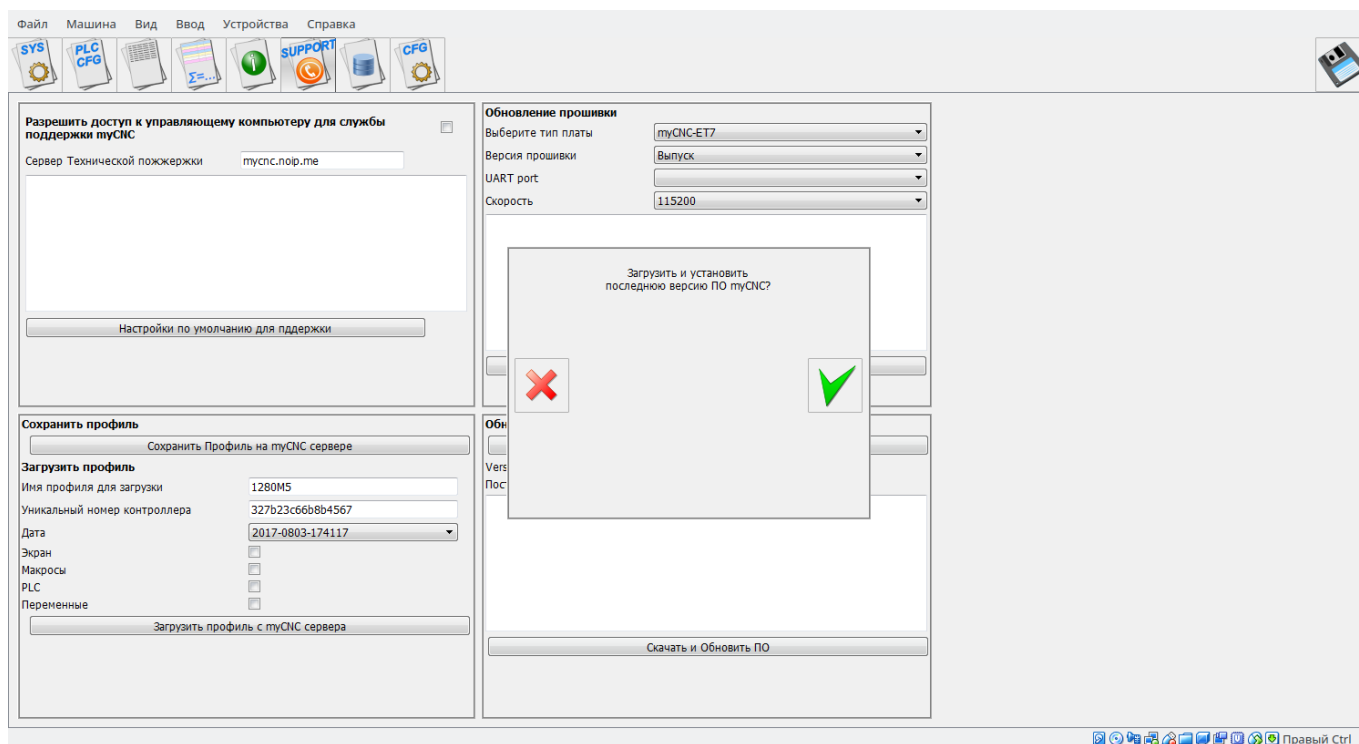 Файл Машина Вид Ввод Устройства Справка
SYS
PLC
CFG
Σ=...
SUPPORT
CFG
Разрешить доступ к управляющему компьютеру для службы
поддержки myCNC
Сервер Технической пожжержки mycnc.noip.me
Настройки по умолчанию для пддержки
Обновление прошивки
Выберите тип платы myCNC-ET7
Версия прошивки Выпуск
UART port
Скорость 115200
Загрузить и установить
последнюю версию ПО myCNC?
Сохранить профиль
Сохранить Профиль на myCNC сервере
Загрузить профиль
Имя профиля для загрузки 1280M5
Уникальный номер контроллера 327b23c66b8b4567
Дата 2017-0803-174117
Экран
Макросы
PLC
Переменные
Загрузить профиль с myCNC сервера
Скачать и Обновить ПО
Правый Ctrl